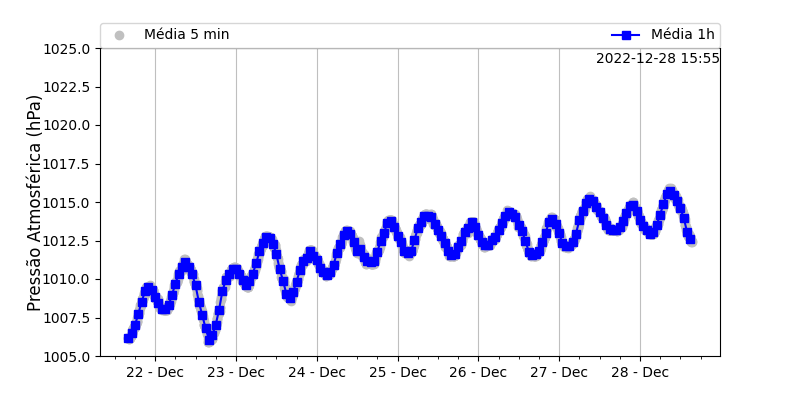 Média 5 min
Média 1h
2022-12-28 15:55
Pressão Atmosférica (hPa)
1025.0
1022.5
1020.0
1017.5
1015.0
1012.5
1010.0
1007.5
1005.0
22 - Dec
23 - Dec
24 - Dec
25 - Dec
26 - Dec
27 - Dec
28 - Dec